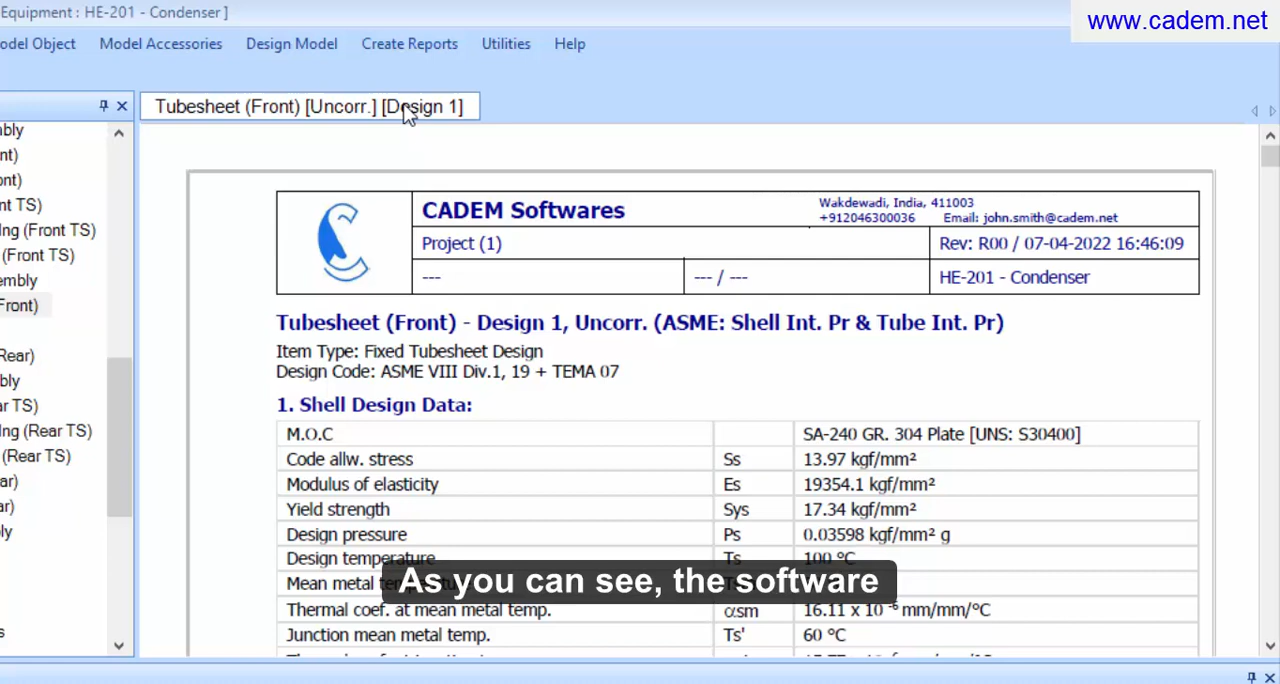 Equipment : HE-201 - Condenser ]
www.cadem.net
odel Object Model Accessories Design Model Create Reports Utilities Help
Tubesheet (Front) [Uncorr.] [Design 1]
bly
nt)
ont)
nt TS)
ing (Front TS)
(Front TS)
embly
Front)
Rear)
bly
ar TS)
ing (Rear TS)
(Rear TS)
ar)
ar)
ly
s
CADEM Softwares
Wakdewadi, India, 411003
+912046300036 Email: john.smith@cadem.net
Project (1)
Rev: R00 / 07-04-2022 16:46:09
---
--- / ---
HE-201 - Condenser
Tubesheet (Front) - Design 1, Uncorr. (ASME: Shell Int. Pr & Tube Int. Pr)
Item Type: Fixed Tubesheet Design
Design Code: ASME VIII Div.1, 19 + TEMA 07
1. Shell Design Data:
M.O.C SA-240 GR. 304 Plate [UNS: S30400]
Code allw. stress Ss 13.97 kgf/mm²
Modulus of elasticity Es 19354.1 kgf/mm²
Yield strength Sys 17.34 kgf/mm²
Design pressure Ps 0.03598 kgf/mm² g
Design temperature Ts 100 °C
Mean metal
As you can see, the software
Thermal coef. at mean metal temp. αsm 16.11 x 10 -6 mm/mm/°C
Junction mean metal temp. Ts' 60 °C